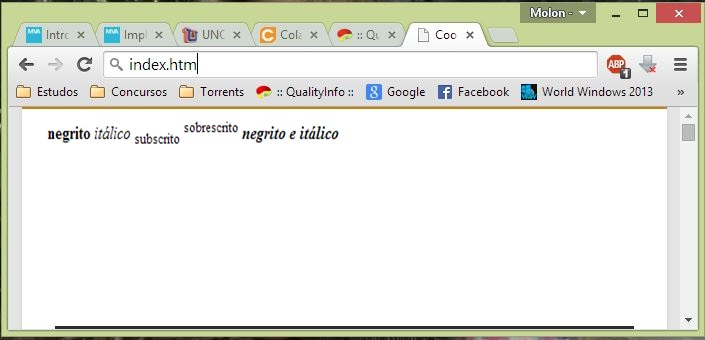 Molon -
Intro
Impl
UNC
Cola
:: Qu
Coo
index.htm
ABP
1
Estudos
Concursos
Torrents
:: QualityInfo ::
Google
Facebook
World Windows 2013
»
negrito itálico subscrito sobrescrito negrito e itálico